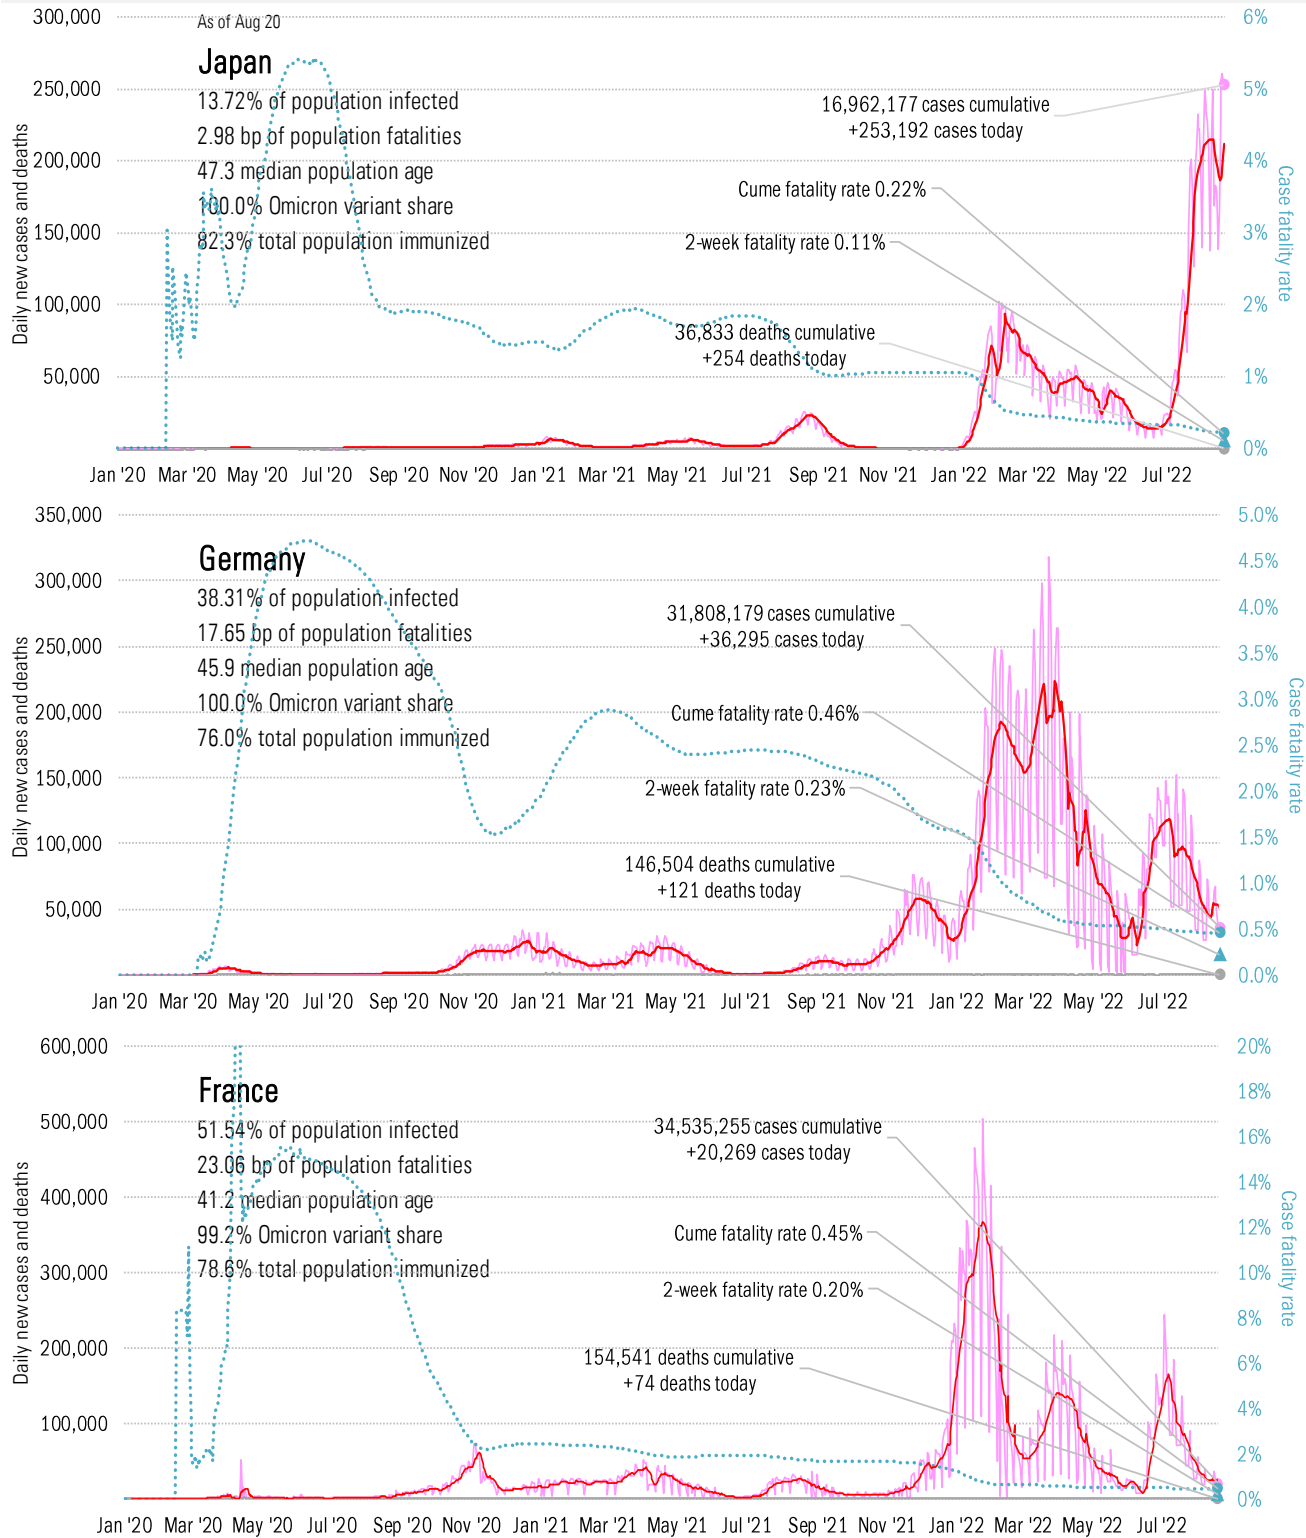 As of Aug 20
Japan
13.72% of population infected
2.98 bp of population fatalities
47.3 median population age
100.0% Omicron variant share
82.3% total population immunized
Daily new cases and deaths
300,000
250,000
200,000
150,000
100,000
50,000
16,962,177 cases cumulative
+253,192 cases today
Cume fatality rate 0.22%
2-week fatality rate 0.11%
36,833 deaths cumulative
+254 deaths today
6%
5%
4%
3%
2%
1%
0%
Case fatality rate
Jan '20 Mar '20 May '20 Jul '20 Sep '20 Nov '20 Jan '21 Mar '21 May '21 Jul '21 Sep '21 Nov '21 Jan '22 Mar '22 May '22 Jul '22
Germany
38.31% of population infected
17.65 bp of population fatalities
45.9 median population age
100.0% Omicron variant share
76.0% total population immunized
Daily new cases and deaths
350,000
300,000
250,000
200,000
150,000
100,000
50,000
31,808,179 cases cumulative
+36,295 cases today
Cume fatality rate 0.46%
2-week fatality rate 0.23%
146,504 deaths cumulative
+121 deaths today
5.0%
4.5%
4.0%
3.5%
3.0%
2.5%
2.0%
1.5%
1.0%
0.5%
0.0%
Case fatality rate
Jan '20 Mar '20 May '20 Jul '20 Sep '20 Nov '20 Jan '21 Mar '21 May '21 Jul '21 Sep '21 Nov '21 Jan '22 Mar '22 May '22 Jul '22
France
51.54% of population infected
23.06 bp of population fatalities
41.2 median population age
99.2% Omicron variant share
78.6% total population immunized
Daily new cases and deaths
600,000
500,000
400,000
300,000
200,000
100,000
34,535,255 cases cumulative
+20,269 cases today
Cume fatality rate 0.45%
2-week fatality rate 0.20%
154,541 deaths cumulative
+74 deaths today
20%
18%
16%
14%
12%
10%
8%
6%
4%
2%
0%
Case fatality rate
Jan '20 Mar '20 May '20 Jul '20 Sep '20 Nov '20 Jan '21 Mar '21 May '21 Jul '21 Sep '21 Nov '21 Jan '22 Mar '22 May '22 Jul '22